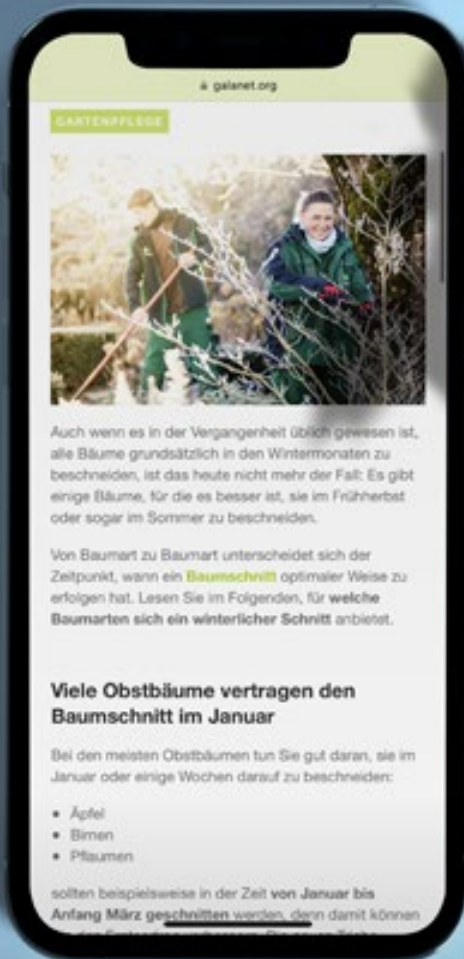 galanet.org
GARTENPFLEGE
Auch wenn es in der Vergangenheit üblich gewesen ist,
alle Bäume grundsätzlich in den Wintermonaten zu
beschneiden, ist das heute nicht mehr der Fall: Es gibt
einige Bäume, für die es besser ist, sie im Frühherbst
oder sogar im Sommer zu beschneiden.
Von Baumart zu Baumart unterscheidet sich der
Zeitpunkt, wann ein Baumschnitt optimaler Weise zu
erfolgen hat. Lesen Sie im Folgenden, für welche
Baumarten sich ein winterlicher Schnitt anbietet.
Viele Obstbäume vertragen den
Baumschnitt im Januar
Bei den meisten Obstbäumen tun Sie gut daran, sie im
Januar oder einige Wochen darauf zu beschneiden:
• Äpfel
• Birnen
• Pflaumen
sollten beispielsweise in der Zeit von Januar bis
Anfang März geschnitten werden, denn damit können